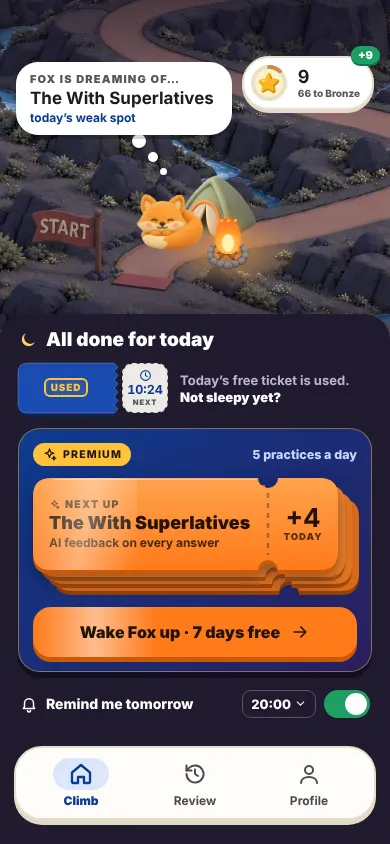 +9
FOX IS DREAMING OF...
The With Superlatives
today's weak spot
9
66 to Bronze
START
All done for today
USED
10:24
NEXT
Today's free ticket is used.
Not sleepy yet?
PREMIUM
5 practices a day
NEXT UP
The With Superlatives
AI feedback on every answer
+4
TODAY
Wake Fox up · 7 days free →
Remind me tomorrow
20:00
Climb
Review
Profile